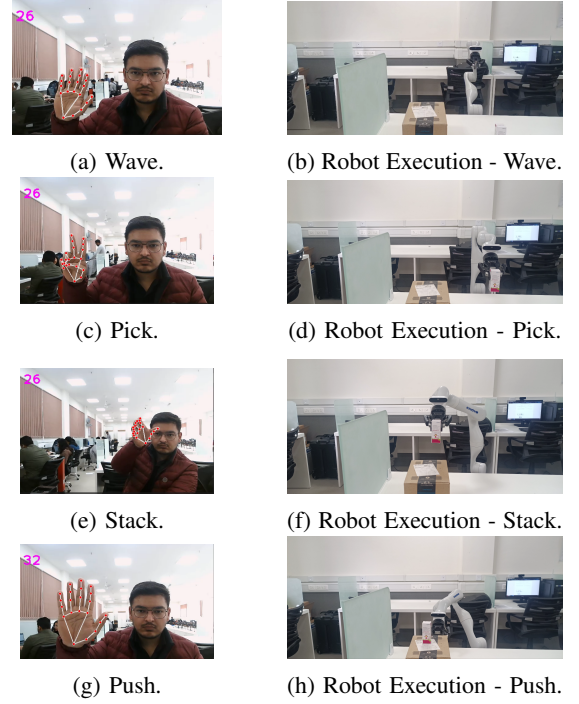 26
(a) Wave.
(b) Robot Execution - Wave.
26
(c) Pick.
(d) Robot Execution - Pick.
26
(e) Stack.
(f) Robot Execution - Stack.
32
(g) Push.
(h) Robot Execution - Push.